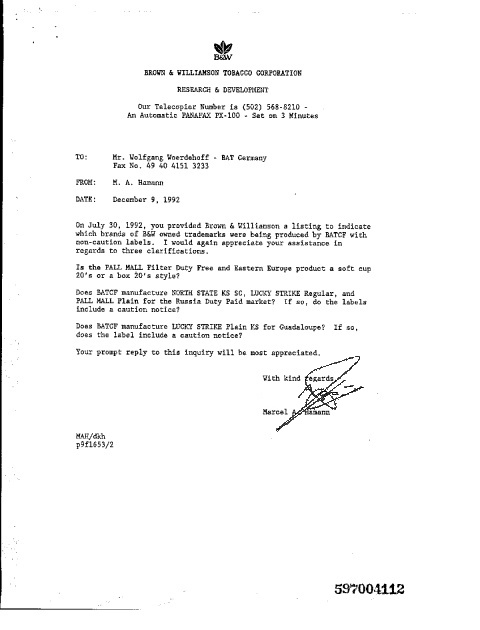 B&W
BROWN & WILLIAMSON TOBACCO CORPORATION
RESEARCH & DEVELOPMENT
Our Telecopier Number is (502) 568-8210 -
An Automatic PANAFAX PX-100 - Set on 3 Minutes
TO: Mr. Wolfgang Woerdehoff - BAT Germany
Fax No. 49 40 4151 3233
FROM: M. A. Hamann
DATE: December 9, 1992
On July 30, 1992, you provided Brown & Williamson a listing to indicate
which brands of B&W owned trademarks were being produced by BATCF with
non-caution labels. I would again appreciate your assistance in
regards to three clarifications.
Is the PALL MALL Filter Duty Free and Eastern Europe product a soft cup
20's or a box 20's style?
Does BATCF manufacture NORTH STATE KS SC, LUCKY STRIKE Regular, and
PALL MALL Plain for the Russia Duty Paid market? If so, do the labels
include a caution notice?
Does BATCF manufacture LUCKY STRIKE Plain KS for Guadaloupe? If so,
does the label include a caution notice?
Your prompt reply to this inquiry will be most appreciated.
With kind regards,
Marcel A. Hamann
MAH/dkh
p9f1653/2
597004112